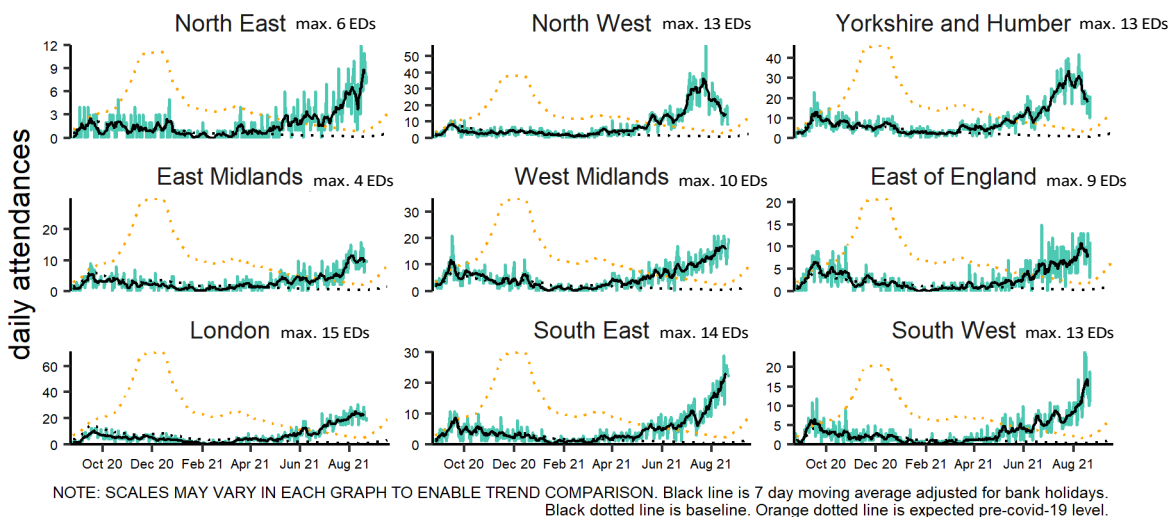 North East max. 6 EDs
North West max. 13 EDs
Yorkshire and Humber max. 13 EDs
12
9
6
3
0
50
40
30
20
10
0
40
30
20
10
0
daily attendances
East Midlands max. 4 EDs
West Midlands max. 10 EDs
East of England max. 9 EDs
20
10
0
30
20
10
0
20
15
10
5
0
London max. 15 EDs
South East max. 14 EDs
South West max. 13 EDs
60
40
20
0
30
20
10
0
20
15
10
5
0
Oct 20 Dec 20 Feb 21 Apr 21 Jun 21 Aug 21
Oct 20 Dec 20 Feb 21 Apr 21 Jun 21 Aug 21
Oct 20 Dec 20 Feb 21 Apr 21 Jun 21 Aug 21
NOTE: SCALES MAY VARY IN EACH GRAPH TO ENABLE TREND COMPARISON. Black line is 7 day moving average adjusted for bank holidays.
Black dotted line is baseline. Orange dotted line is expected pre-covid-19 level.